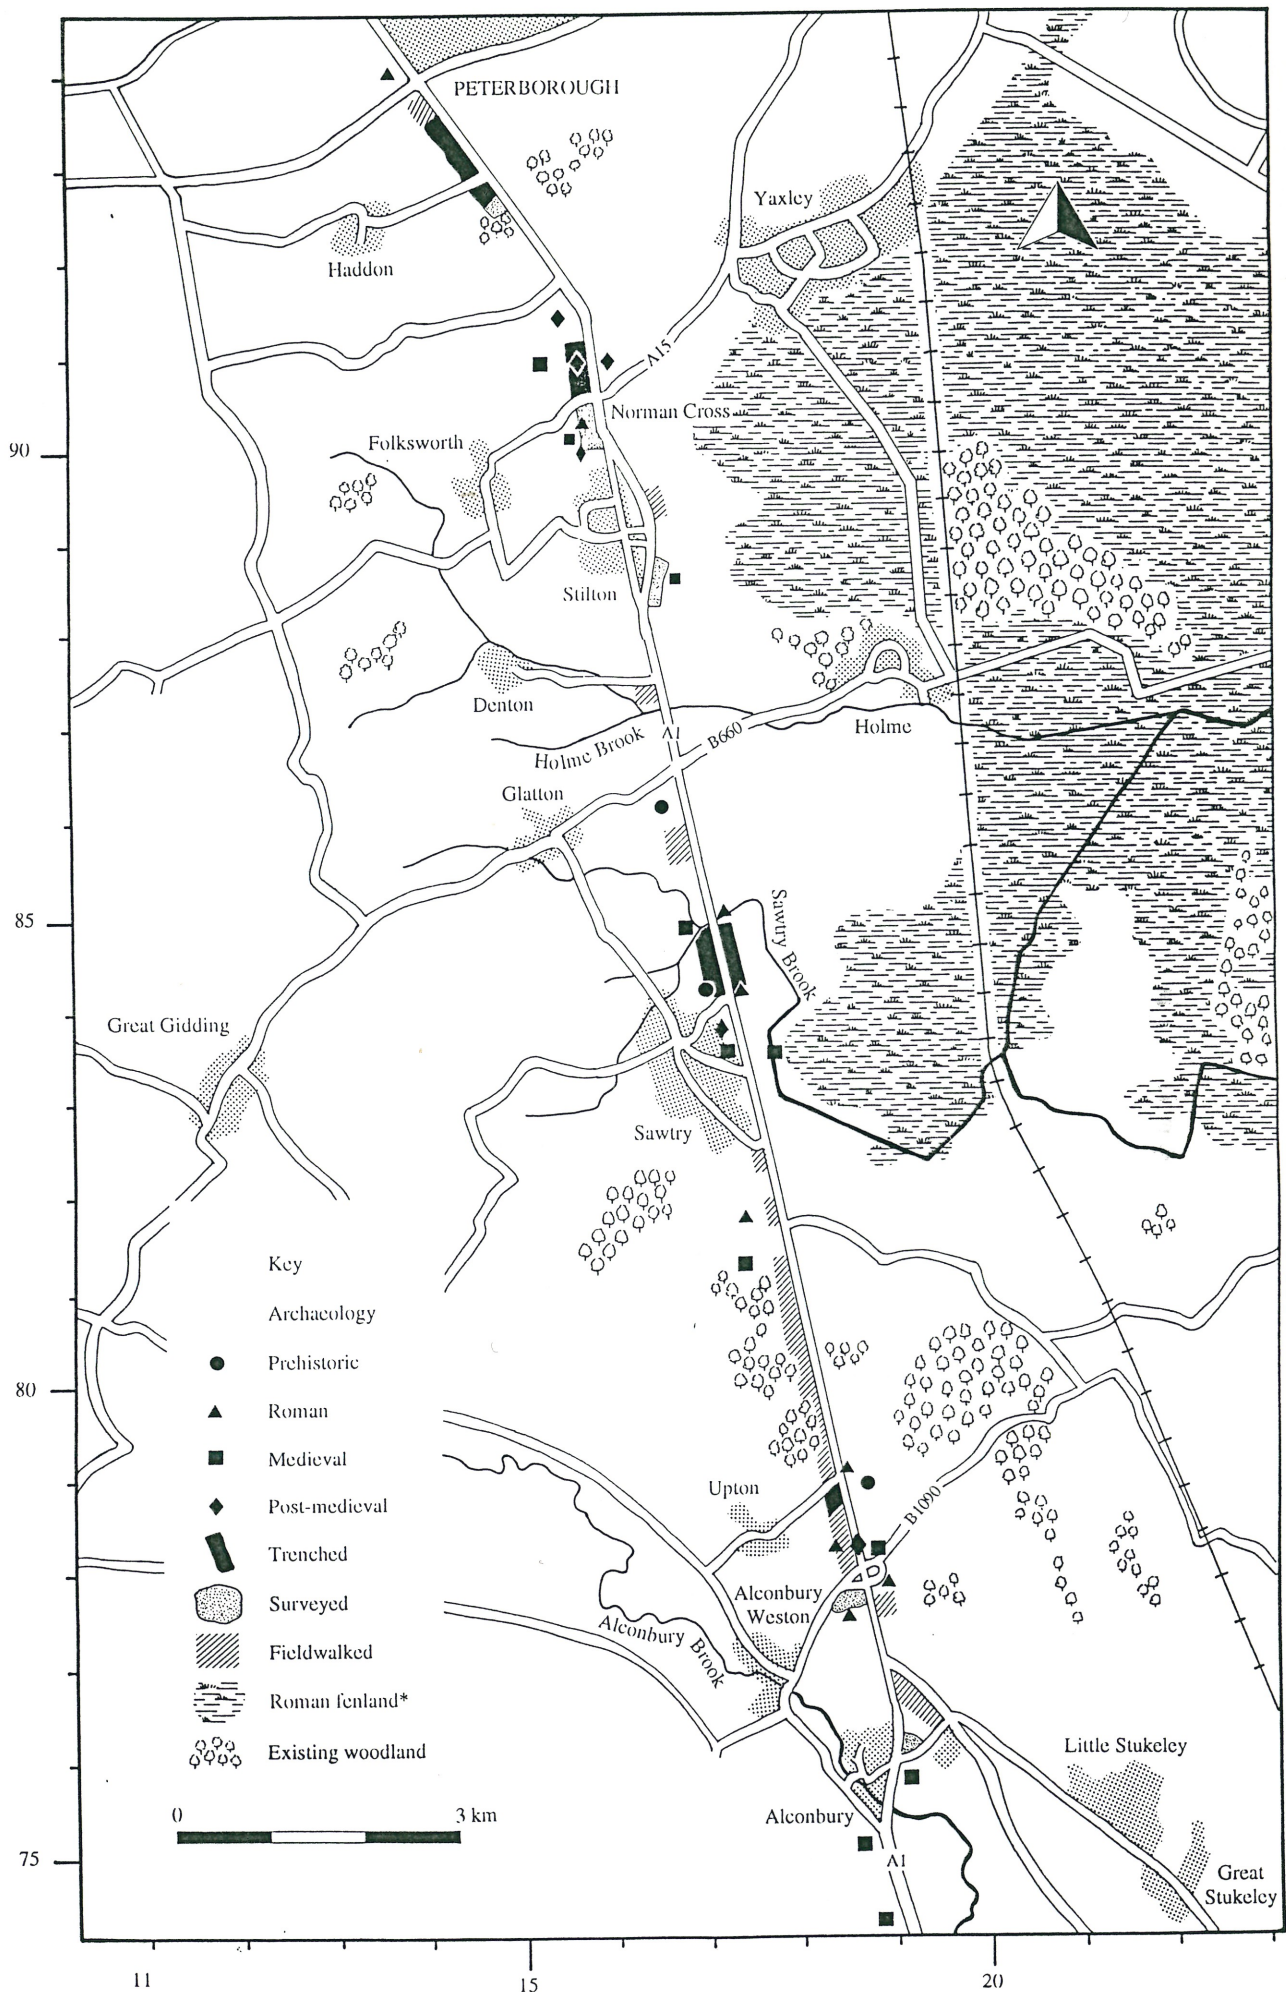 PETERBOROUGH
Yaxley
Haddon
A15
Norman Cross
Folksworth
90
Stilton
Denton
Holme
A1
B660
Holme Brook
Glatton
85
Sawtry Brook
Great Gidding
Sawtry
Key
Archaeology
Prehistoric
80
Roman
Medieval
Upton
Post-medieval
B1090
Trenched
Alconbury
Weston
Surveyed
Alconbury Brook
Fieldwalked
Roman fenland*
Existing woodland
Little Stukeley
0 3 km
Alconbury
75
A1
Great
Stukeley
11 15 20